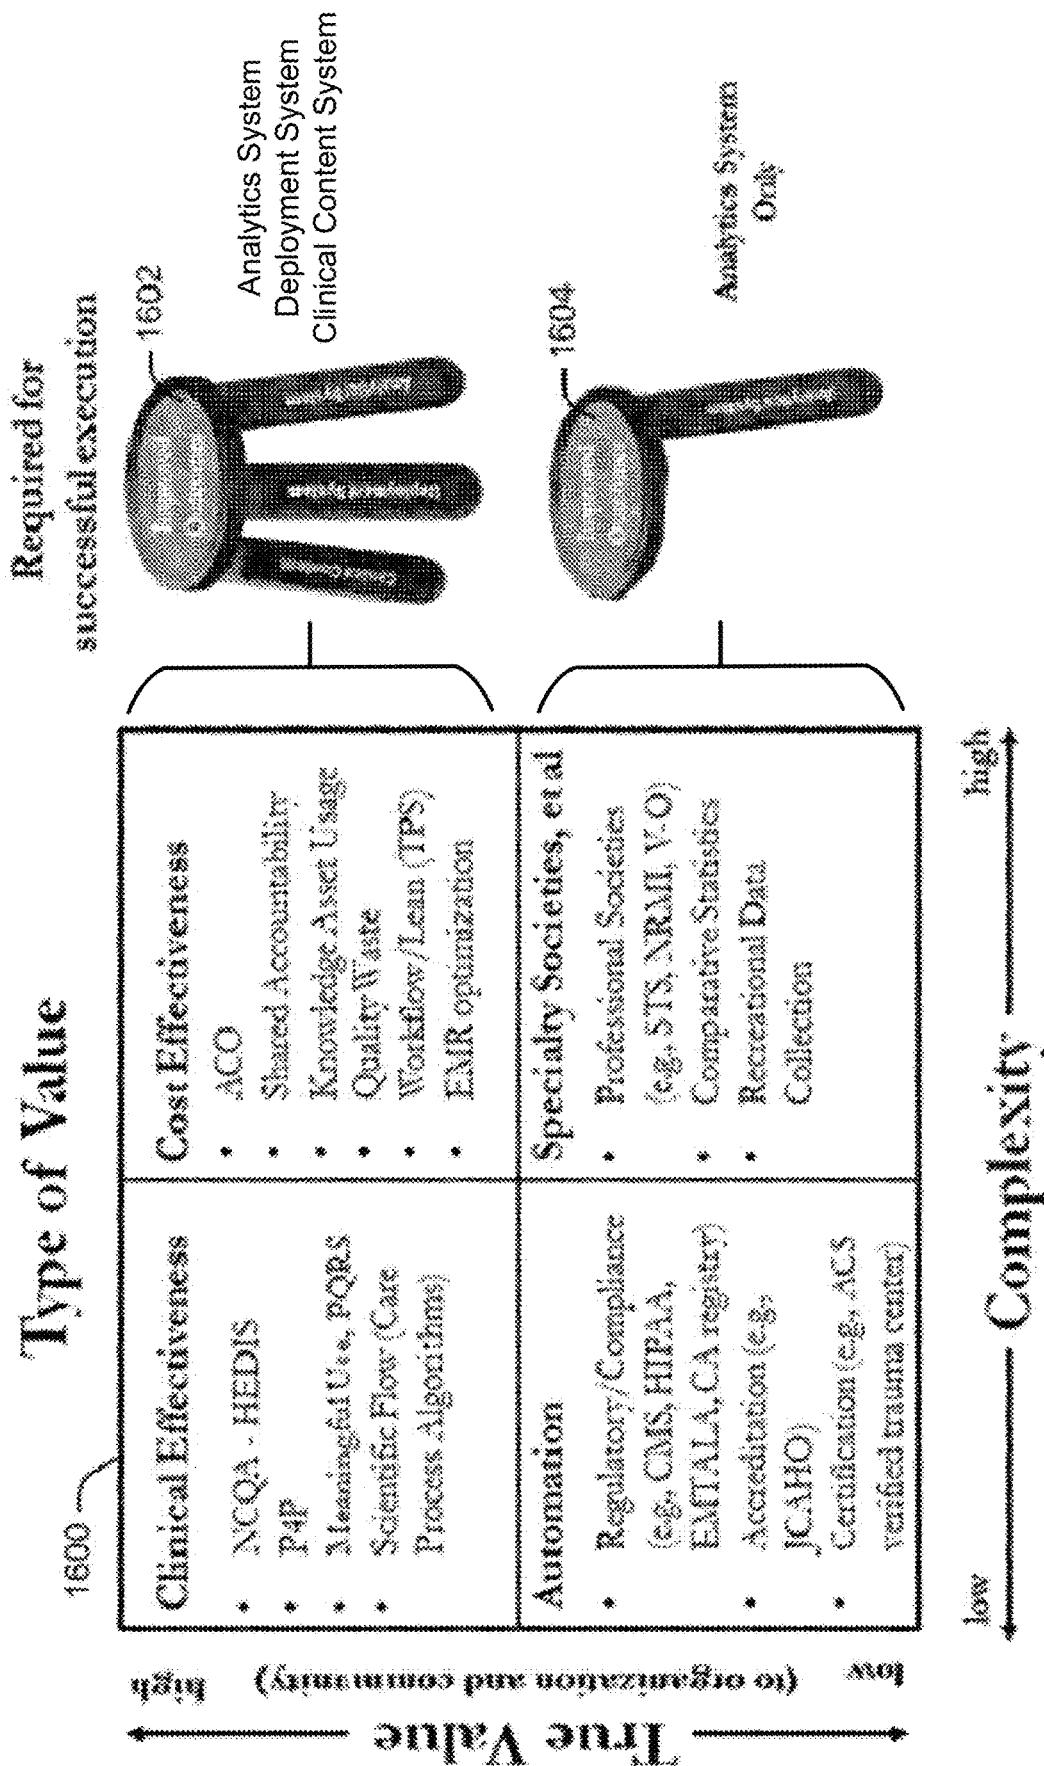 Type of Value
Required for
successful execution
1600
Clinical Effectiveness
• NCQA - HEDIS
• P4P
• Meaningful Use, PQRS
• Scientific Flow (Care
Process Algorithms)
Cost Effectiveness
• ACO
• Shared Accountability
• Knowledge Asset Usage
• Quality Waste
• Workflow/Lean (TPS)
• EMR optimization
Automation
• Regulatory/Compliance
(e.g., CMS, HIPAA,
EMTALA, CA registry)
• Accreditation (e.g.,
JCAHO)
• Certification (e.g., ACS
verified trauma center)
Specialty Societies, et al
• Professional Societies
(e.g., STS, NRMI, V-O)
• Comparative Statistics
• Recreational Data
Collection
True Value
(to organization and community)
high
low
low
high
Complexity
1602
Deployment System
Analytics System
Deployment System
Clinical Content System
1604
Analytics System
Only